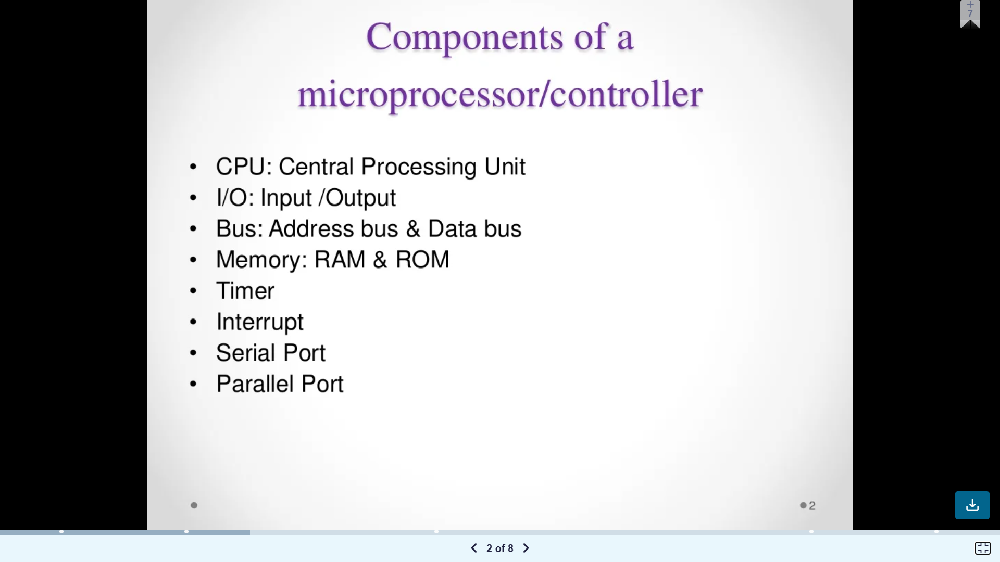 +
7
Components of a
microprocessor/controller
• CPU: Central Processing Unit
• I/O: Input /Output
• Bus: Address bus & Data bus
• Memory: RAM & ROM
• Timer
• Interrupt
• Serial Port
• Parallel Port
2
2 of 8